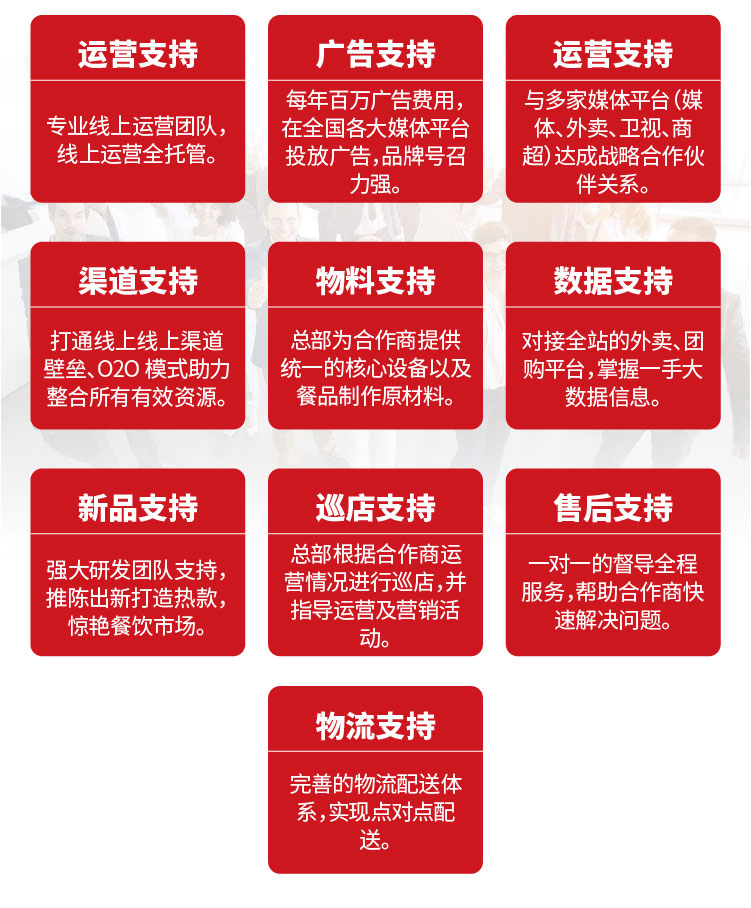 运营支持
专业线上运营团队，
线上运营全托管。
广告支持
每年百万广告费用，
在全国各大媒体平台
投放广告，品牌号召
力强。
运营支持
与多家媒体平台（媒
体、外卖、卫视、商
超）达成战略合作伙
伴关系。
渠道支持
打通线上线上渠道
壁垒、O2O 模式助力
整合所有有效资源。
物料支持
总部为合作商提供
统一的核心设备以及
餐品制作原材料。
数据支持
对接全站的外卖、团
购平台，掌握一手大
数据信息。
新品支持
强大研发团队支持，
推陈出新打造热款，
惊艳餐饮市场。
巡店支持
总部根据合作商运
营情况进行巡店，并
指导运营及营销活
动。
售后支持
一对一的督导全程
服务，帮助合作商快
速解决问题。
物流支持
完善的物流配送体
系，实现点对点配
送。